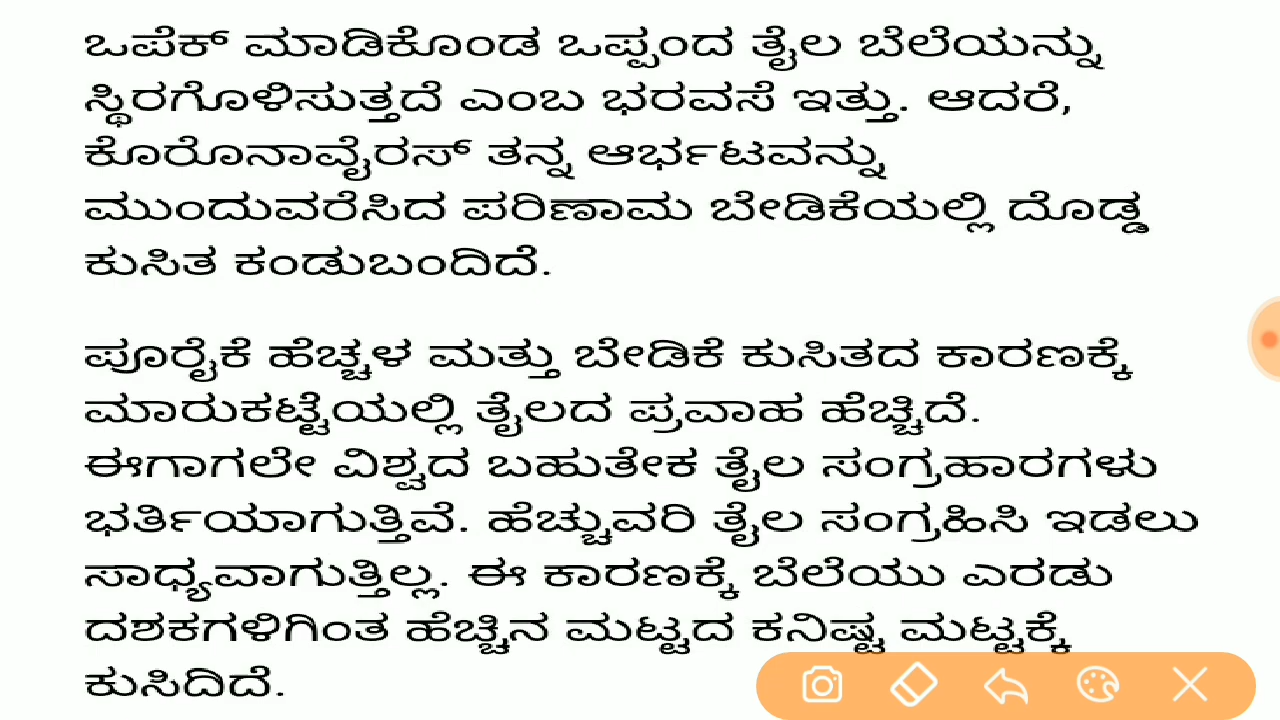 ಒಪೆಕ್ ಮಾಡಿಕೊಂಡ ಒಪ್ಪಂದ ತೈಲ ಬೆಲೆಯನ್ನು
ಸ್ಥಿರಗೊಳಿಸುತ್ತದೆ ಎಂಬ ಭರವಸೆ ಇತ್ತು. ಆದರೆ,
ಕೊರೊನಾವೈರಸ್ ತನ್ನ ಆರ್ಭಟವನ್ನು
ಮುಂದುವರೆಸಿದ ಪರಿಣಾಮ ಬೇಡಿಕೆಯಲ್ಲಿ ದೊಡ್ಡ
ಕುಸಿತ ಕಂಡುಬಂದಿದೆ.
ಪೂರೈಕೆ ಹೆಚ್ಚಳ ಮತ್ತು ಬೇಡಿಕೆ ಕುಸಿತದ ಕಾರಣಕ್ಕೆ
ಮಾರುಕಟ್ಟೆಯಲ್ಲಿ ತೈಲದ ಪ್ರವಾಹ ಹೆಚ್ಚಿದೆ.
ಈಗಾಗಲೇ ವಿಶ್ವದ ಬಹುತೇಕ ತೈಲ ಸಂಗ್ರಹಾರಗಳು
ಭರ್ತಿಯಾಗುತ್ತಿವೆ. ಹೆಚ್ಚುವರಿ ತೈಲ ಸಂಗ್ರಹಿಸಿ ಇಡಲು
ಸಾಧ್ಯವಾಗುತ್ತಿಲ್ಲ. ಈ ಕಾರಣಕ್ಕೆ ಬೆಲೆಯು ಎರಡು
ದಶಕಗಳಿಗಿಂತ ಹೆಚ್ಚಿನ ಮಟ್ಟದ ಕನಿಷ್ಟ ಮಟ್ಟಕ್ಕೆ
ಕುಸಿದಿದೆ.